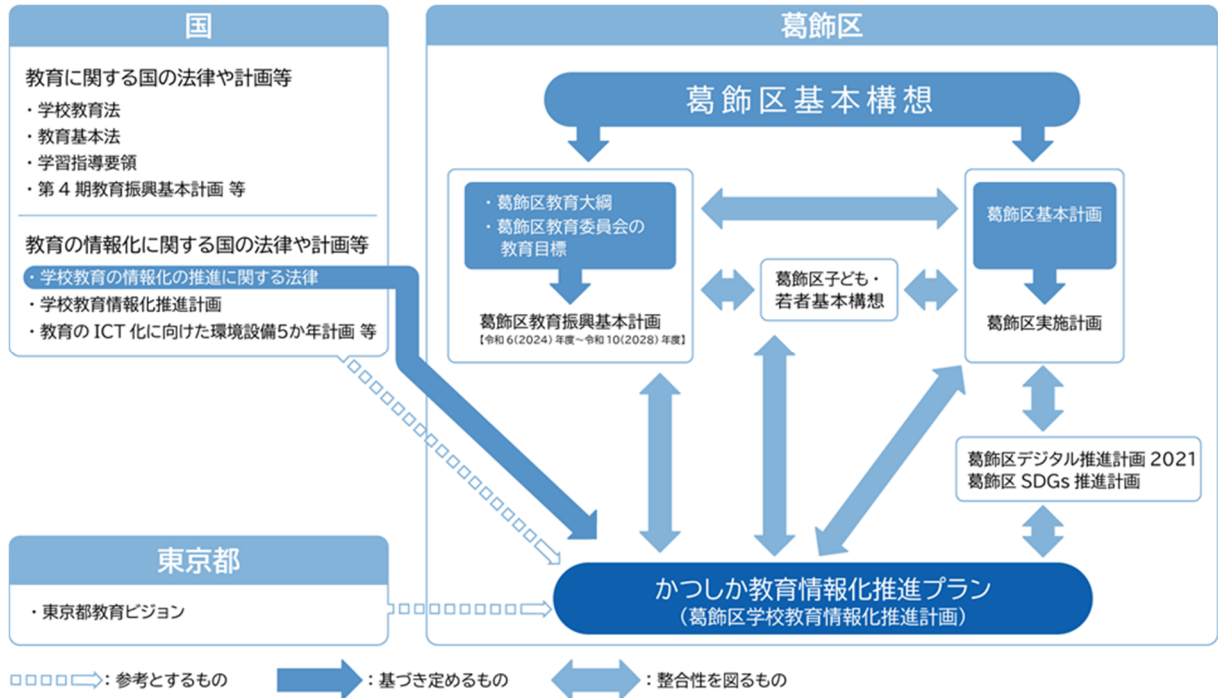 国
教育に関する国の法律や計画等
・学校教育法
・教育基本法
・学習指導要領
・第4期教育振興基本計画 等
教育の情報化に関する国の法律や計画等
・学校教育の情報化の推進に関する法律
・学校教育情報化推進計画
・教育のICT化に向けた環境設備5か年計画 等
東京都
・東京都教育ビジョン
葛飾区
葛飾区基本構想
・葛飾区教育大綱
・葛飾区教育委員会の
教育目標
葛飾区教育振興基本計画
【令和6(2024)年度～令和10(2028)年度】
葛飾区子ども・
若者基本構想
葛飾区基本計画
葛飾区実施計画
葛飾区デジタル推進計画2021
葛飾区SDGs推進計画
かつしか教育情報化推進プラン
(葛飾区学校教育情報化推進計画)
：参考とするもの
：基づき定めるもの
：整合性を図るもの